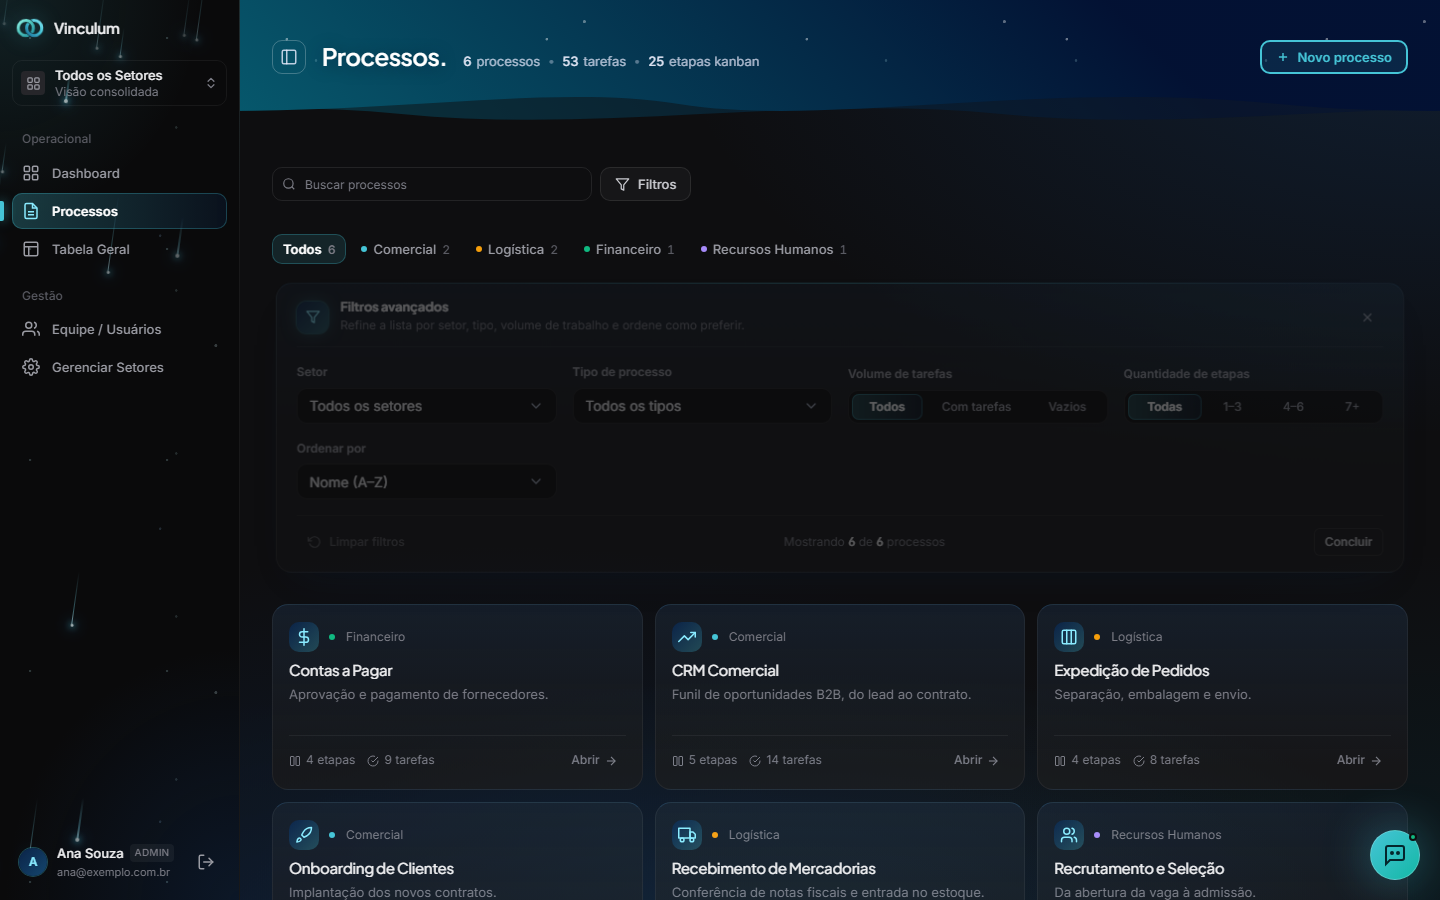 Vinculum
Todos os Setores
Visão consolidada
Operacional
Dashboard
Processos
Tabela Geral
Gestão
Equipe / Usuários
Gerenciar Setores
A
Ana Souza ADMIN
ana@exemplo.com.br
Processos. 6 processos • 53 tarefas • 25 etapas kanban
+ Novo processo
Buscar processos
Filtros
Todos 6 Comercial 2 Logística 2 Financeiro 1 Recursos Humanos 1
Filtros avançados
Refine a lista por setor, tipo, volume de trabalho e ordene como preferir.
Setor
Todos os setores
Tipo de processo
Todos os tipos
Volume de tarefas
Todos Com tarefas Vazios
Quantidade de etapas
Todas 1–3 4–6 7+
Ordenar por
Nome (A–Z)
Limpar filtros
Mostrando 6 de 6 processos
Concluir
Financeiro
Contas a Pagar
Aprovação e pagamento de fornecedores.
4 etapas 9 tarefas Abrir →
Comercial
CRM Comercial
Funil de oportunidades B2B, do lead ao contrato.
5 etapas 14 tarefas Abrir →
Logística
Expedição de Pedidos
Separação, embalagem e envio.
4 etapas 8 tarefas Abrir →
Comercial
Onboarding de Clientes
Implantação dos novos contratos.
Logística
Recebimento de Mercadorias
Conferência de notas fiscais e entrada no estoque.
Recursos Humanos
Recrutamento e Seleção
Da abertura da vaga à admissão.